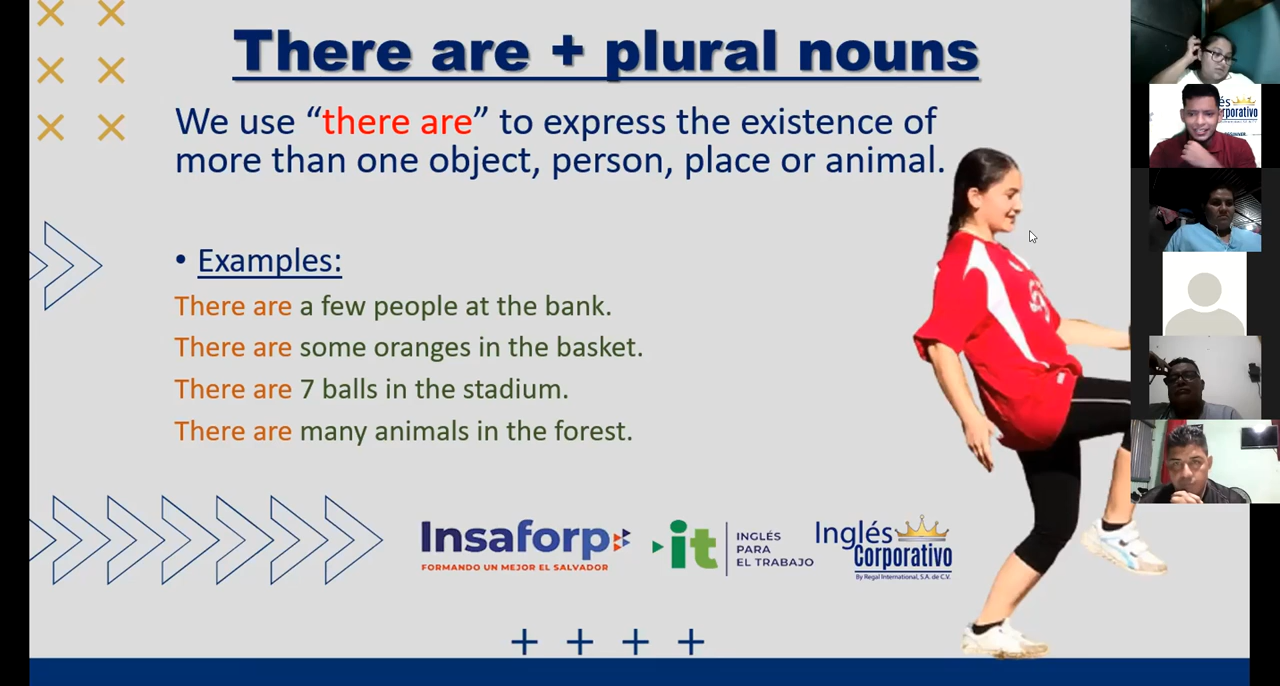 There are + plural nouns
We use “there are” to express the existence of
more than one object, person, place or animal.
• Examples:
There are a few people at the bank.
There are some oranges in the basket.
There are 7 balls in the stadium.
There are many animals in the forest.
Insaforp
FORMANDO UN MEJOR EL SALVADOR
it
INGLÉS
PARA
EL TRABAJO
Inglés
Corporativo
By Regal International, S.A. de C.V.